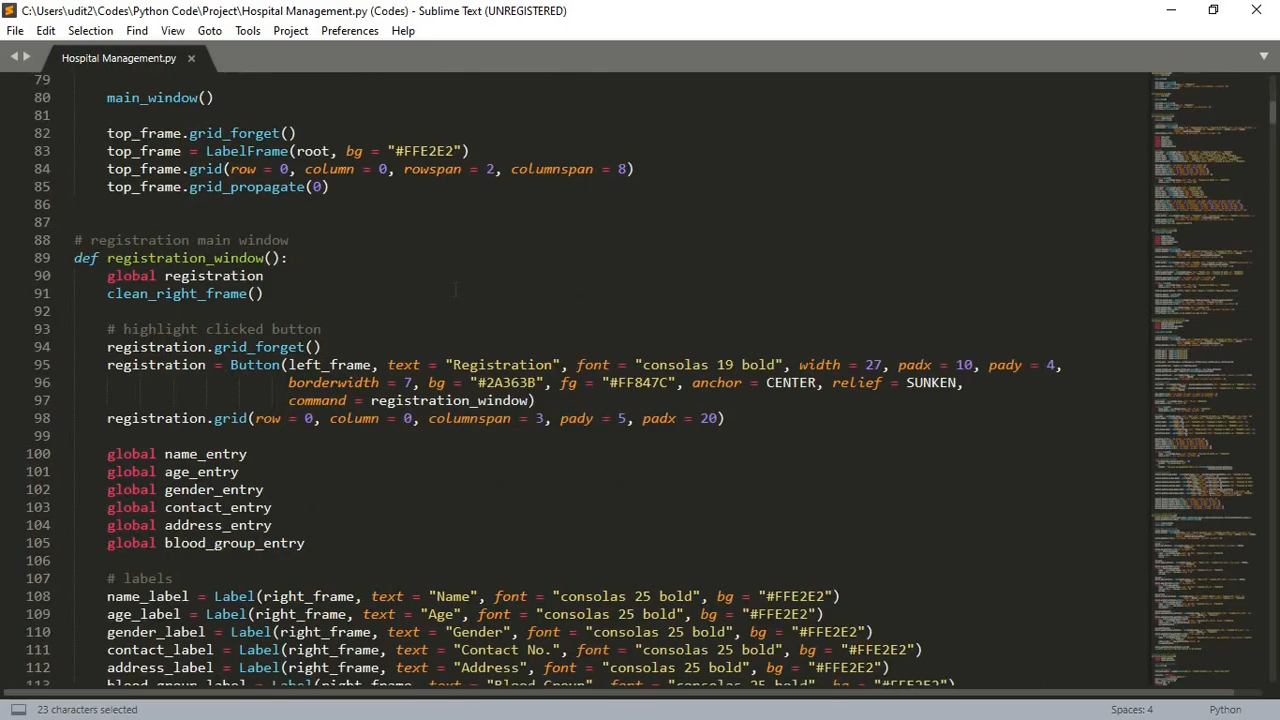 C:\Users\udit2\Codes\Python Code\Project\Hospital Management.py (Codes) - Sublime Text (UNREGISTERED)
File Edit Selection Find View Goto Tools Project Preferences Help
Hospital Management.py
79
80 main_window()
81
82 top_frame.grid_forget()
83 top_frame = LabelFrame(root, bg = "#FFE2E2")
84 top_frame.grid(row = 0, column = 0, rowspan = 2, columnspan = 8)
85 top_frame.grid_propagate(0)
86
87
88 # registration main window
89 def registration_window():
90 global registration
91 clean_right_frame()
92
93 # highlight clicked button
94 registration.grid_forget()
95 registration = Button(left_frame, text = "Registration", font = "consolas 19 bold", width = 27, padx = 10, pady = 4,
96 borderwidth = 7, bg = fg = "#FF847C", anchor = CENTER, relief = SUNKEN,
97 command = registration_window)
98 registration.grid(row = 0, column = 0, columnspan = 3, pady = 5, padx = 20)
99
100 global name_entry
101 global age_entry
102 global gender_entry
103 global contact_entry
104 global address_entry
105 global blood_group_entry
106
107 # labels
108 name_label = Label(right_frame, text = "Name", font = "consolas 25 bold", bg = "#FFE2E2")
109 age_label = Label(right_frame, text = "Age", font = "consolas 25 bold", bg = "#FFE2E2")
110 gender_label = Label(right_frame, text = "Gender", font = "consolas 25 bold", bg = "#FFE2E2")
111 contact_label = Label(right_frame, text = "Contact No.", font = "consolas 25 bold", bg = "#FFE2E2")
112 address_label = Label(right_frame, text = "Address", font = "consolas 25 bold", bg = "#FFE2E2")
23 characters selected
Spaces: 4
Python